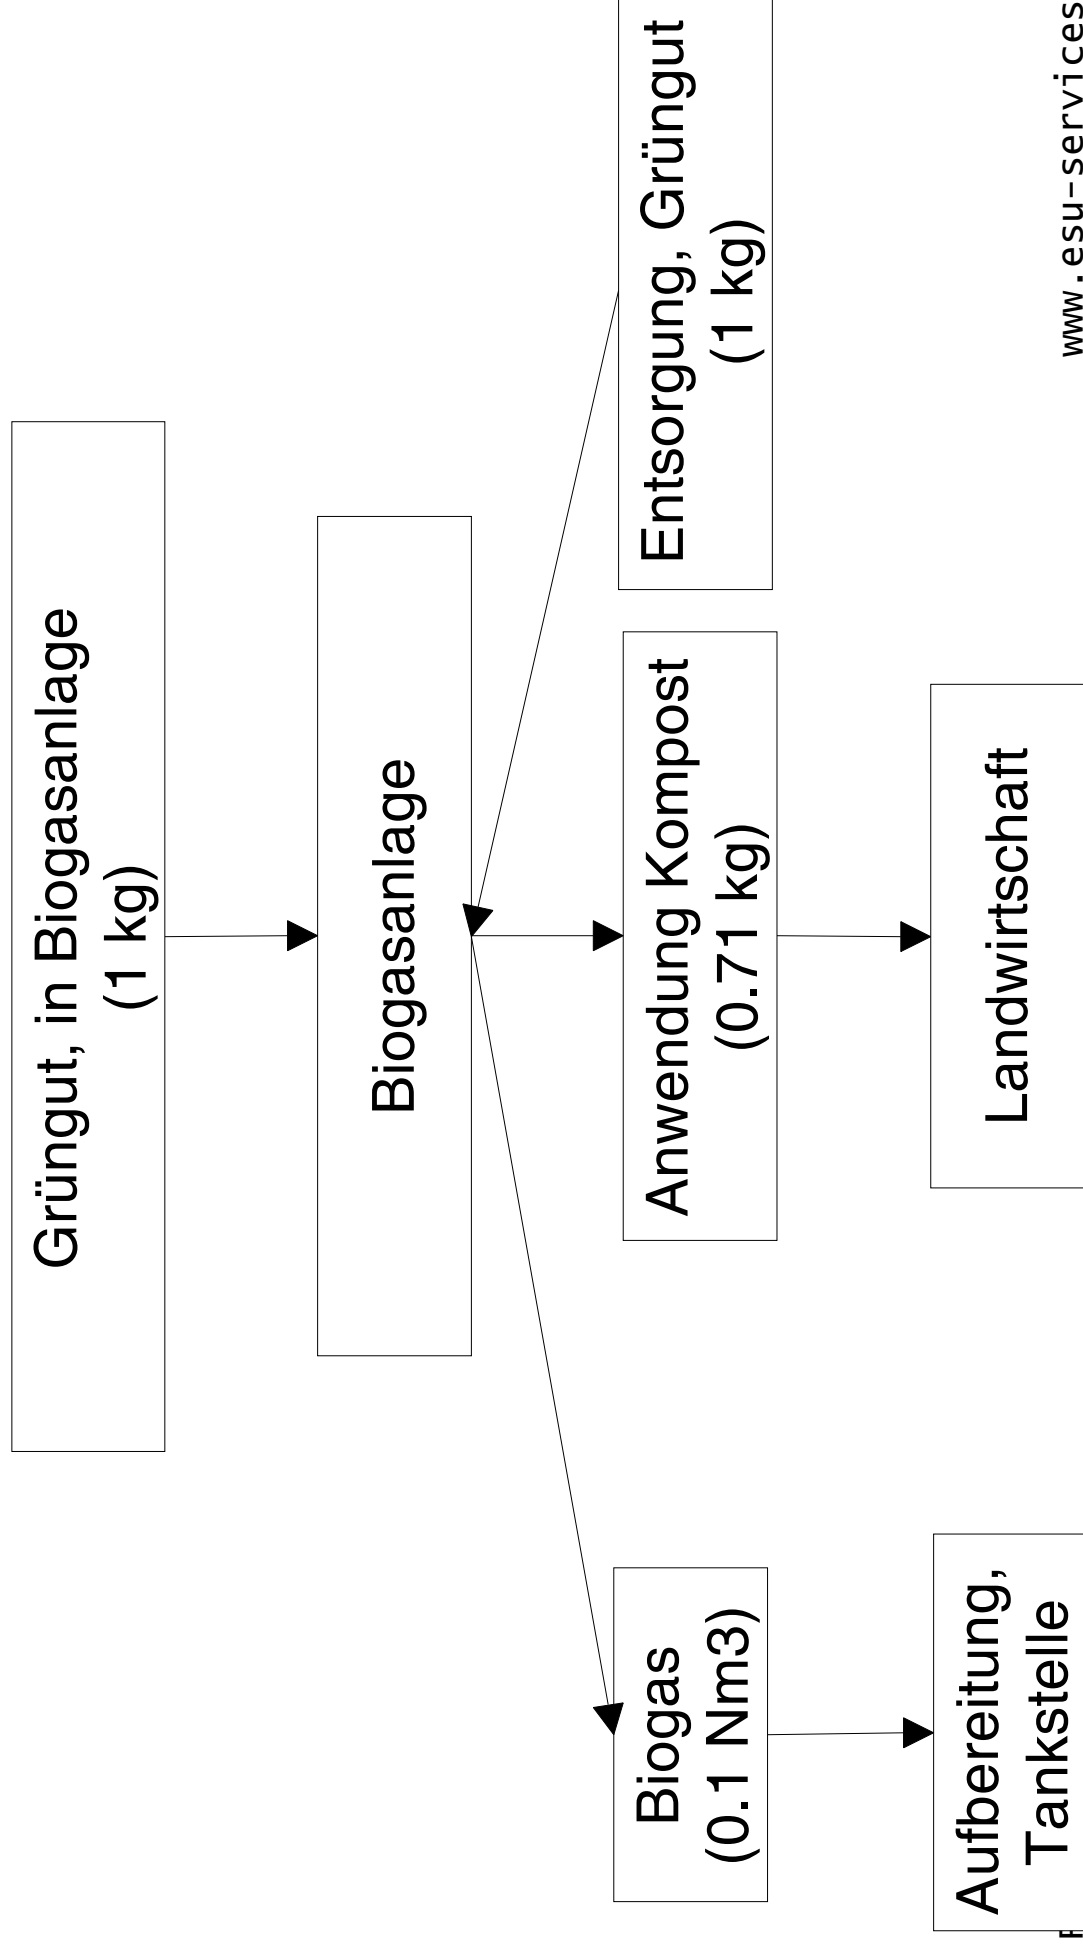 Grüngut, in Biogasanlage
(1 kg)
Biogasanlage
Biogas
(0.1 Nm3)
Anwendung Kompost
(0.71 kg)
Entsorgung, Grüngut
(1 kg)
Aufbereitung,
Tankstelle
Landwirtschaft
www.esu-services